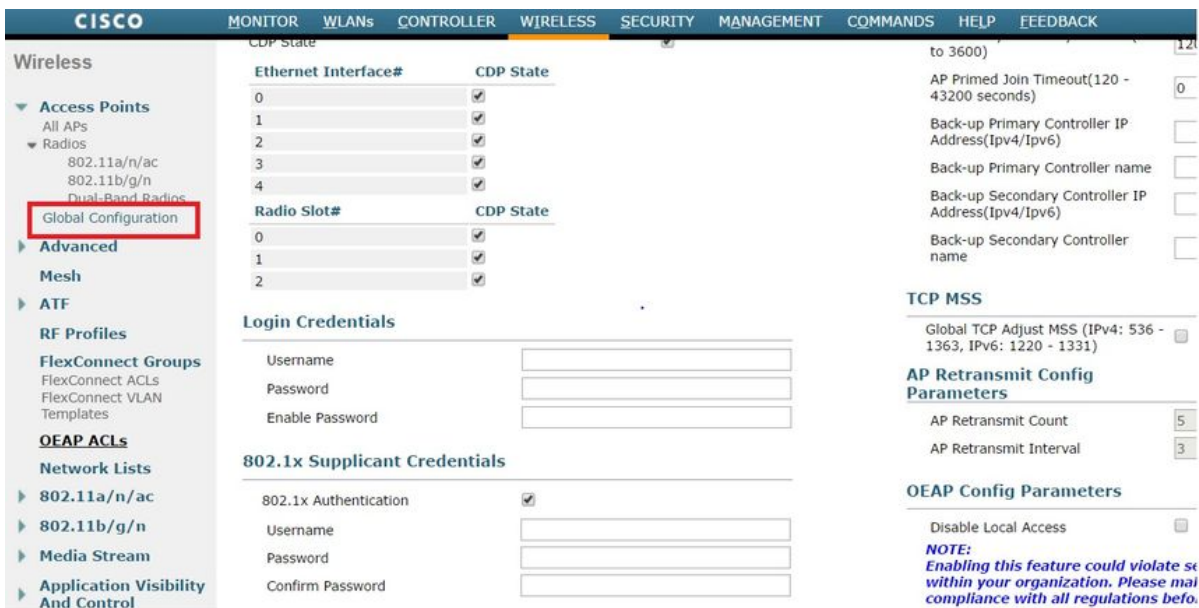 CISCO
MONITOR WLANs CONTROLLER WIRELESS SECURITY MANAGEMENT COMMANDS HELP FEEDBACK
Wireless
Access Points
All APs
Radios
802.11a/n/ac
802.11b/g/n
Dual-Band Radios
Global Configuration
Advanced
Mesh
ATF
RF Profiles
FlexConnect Groups
FlexConnect ACLs
FlexConnect VLAN
Templates
OEAP ACLs
Network Lists
802.11a/n/ac
802.11b/g/n
Media Stream
Application Visibility
And Control
CDP State
Ethernet Interface# CDP State
0
1
2
3
4
Radio Slot# CDP State
0
1
2
Login Credentials
Username
Password
Enable Password
802.1x Supplicant Credentials
802.1x Authentication
Username
Password
Confirm Password
to 3600)
AP Primed Join Timeout(120 -
43200 seconds) 0
Back-up Primary Controller IP
Address(Ipv4/Ipv6)
Back-up Primary Controller name
Back-up Secondary Controller IP
Address(Ipv4/Ipv6)
Back-up Secondary Controller
name
TCP MSS
Global TCP Adjust MSS (IPv4: 536 -
1363, IPv6: 1220 - 1331)
AP Retransmit Config
Parameters
AP Retransmit Count 5
AP Retransmit Interval 3
OEAP Config Parameters
Disable Local Access
NOTE:
Enabling this feature could violate
within your organization. Please
compliance with all regulations